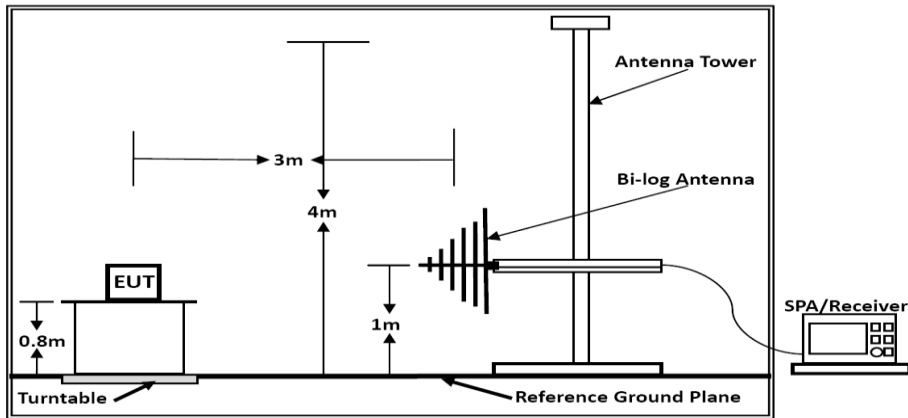 Antenna Tower
3m
Bi-log Antenna
4m
EUT
SPA/Receiver
0.8m
1m
Turntable
Reference Ground Plane